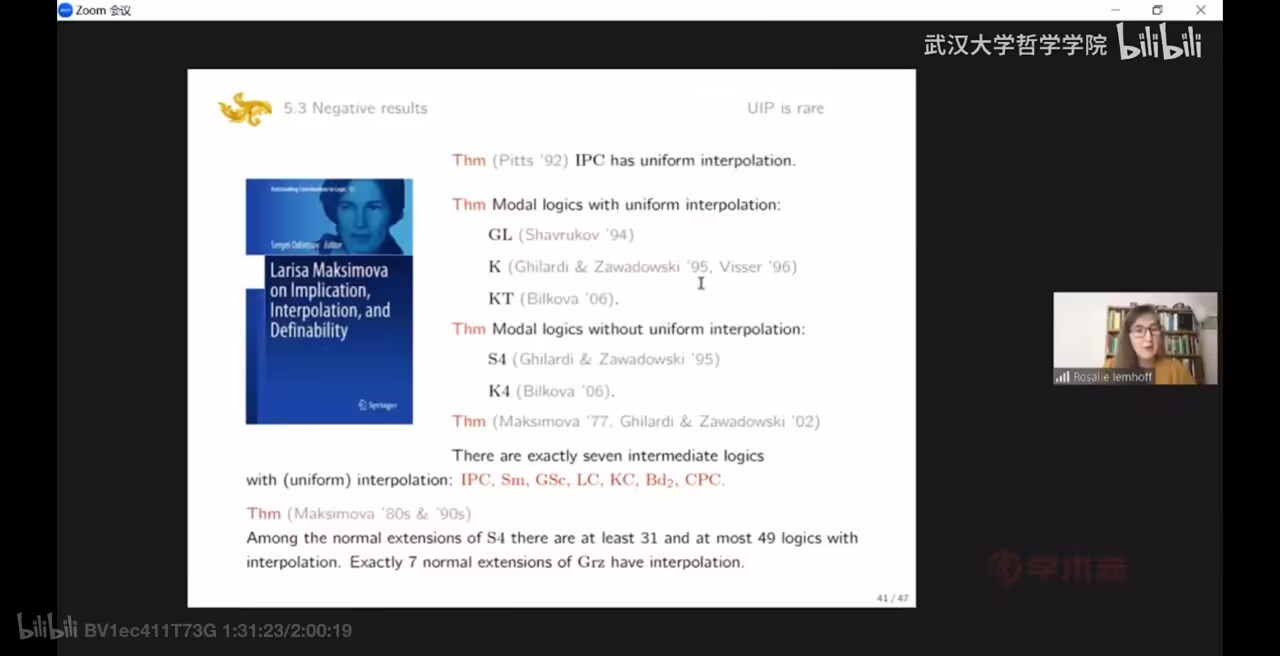 Zoom 会议
武汉大学哲学学院 bilibili
5.3 Negative results
UIP is rare
Thm (Pitts '92) IPC has uniform interpolation.
Thm Modal logics with uniform interpolation:
GL (Shavrukov '94)
K (Ghilardi & Zawadowski '95, Visser '96)
KT (Bilkova '06).
Thm Modal logics without uniform interpolation:
S4 (Ghilardi & Zawadowski '95)
K4 (Bilkova '06).
Thm (Maksimova '77, Ghilardi & Zawadowski '02)
There are exactly seven intermediate logics
with (uniform) interpolation: IPC, Sm, GSc, LC, KC, Bd₂, CPC.
Thm (Maksimova '80s & '90s)
Among the normal extensions of S4 there are at least 31 and at most 49 logics with
interpolation. Exactly 7 normal extensions of Grz have interpolation.
41 / 47
Outstanding Contributions to Logic
Sergei Odintsov Editor
Larisa Maksimova
on Implication,
Interpolation, and
Definability
Springer
Rosalie Iemhoff
bilibili BV1ec411T73G 1:31:23/2:00:19